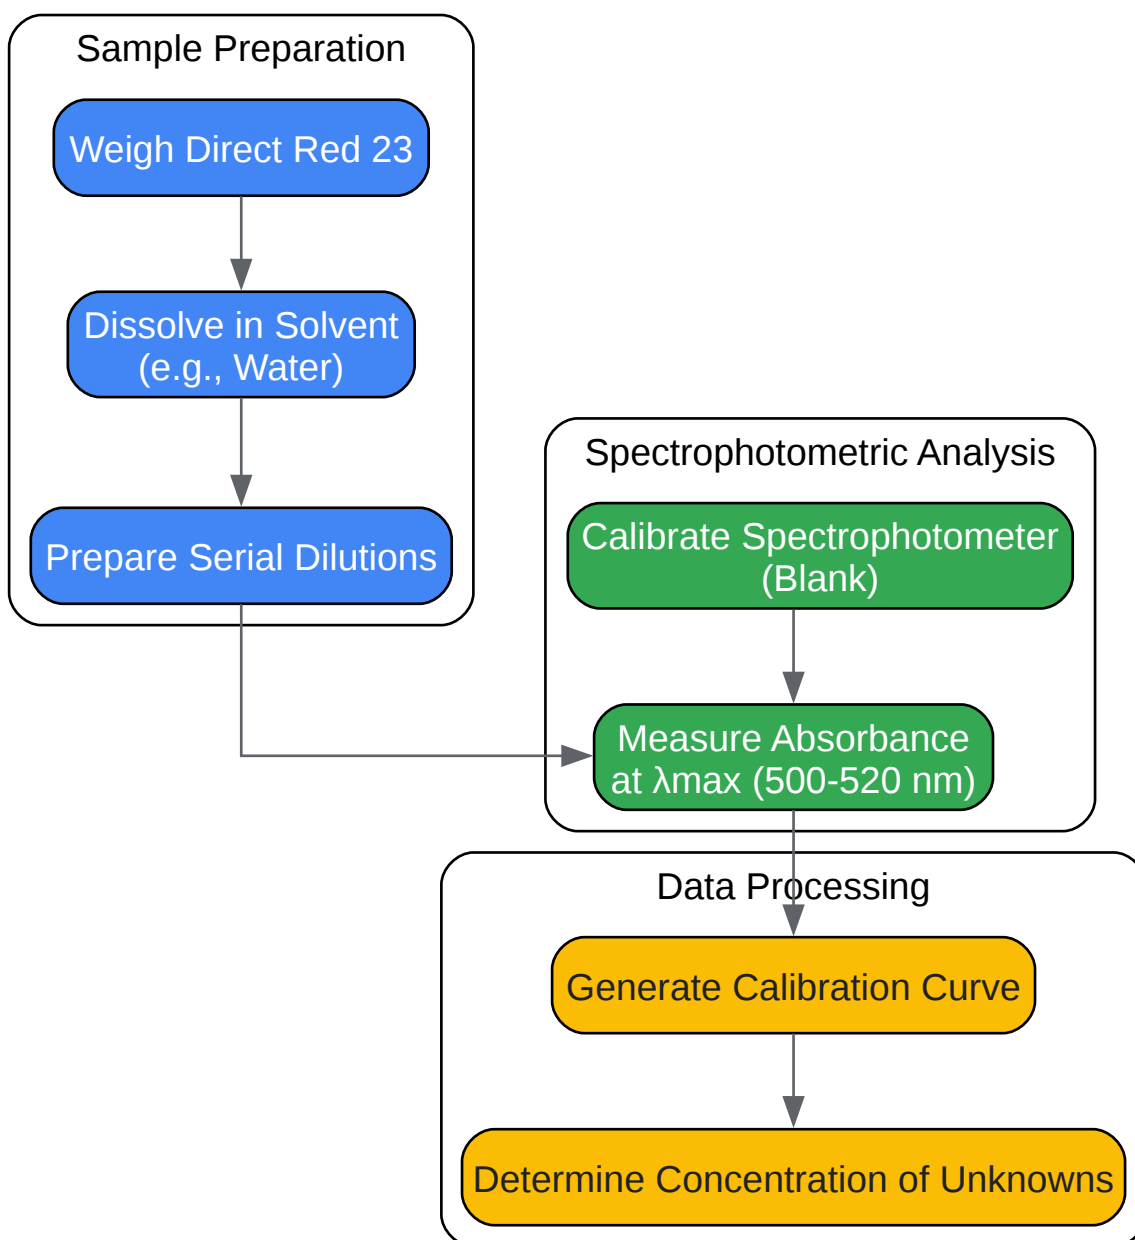 Sample Preparation
Weigh Direct Red 23
Dissolve in Solvent
(e.g., Water)
Prepare Serial Dilutions
Spectrophotometric Analysis
Calibrate Spectrophotometer
(Blank)
Measure Absorbance
at λmax (500-520 nm)
Data Processing
Generate Calibration Curve
Determine Concentration of Unknowns